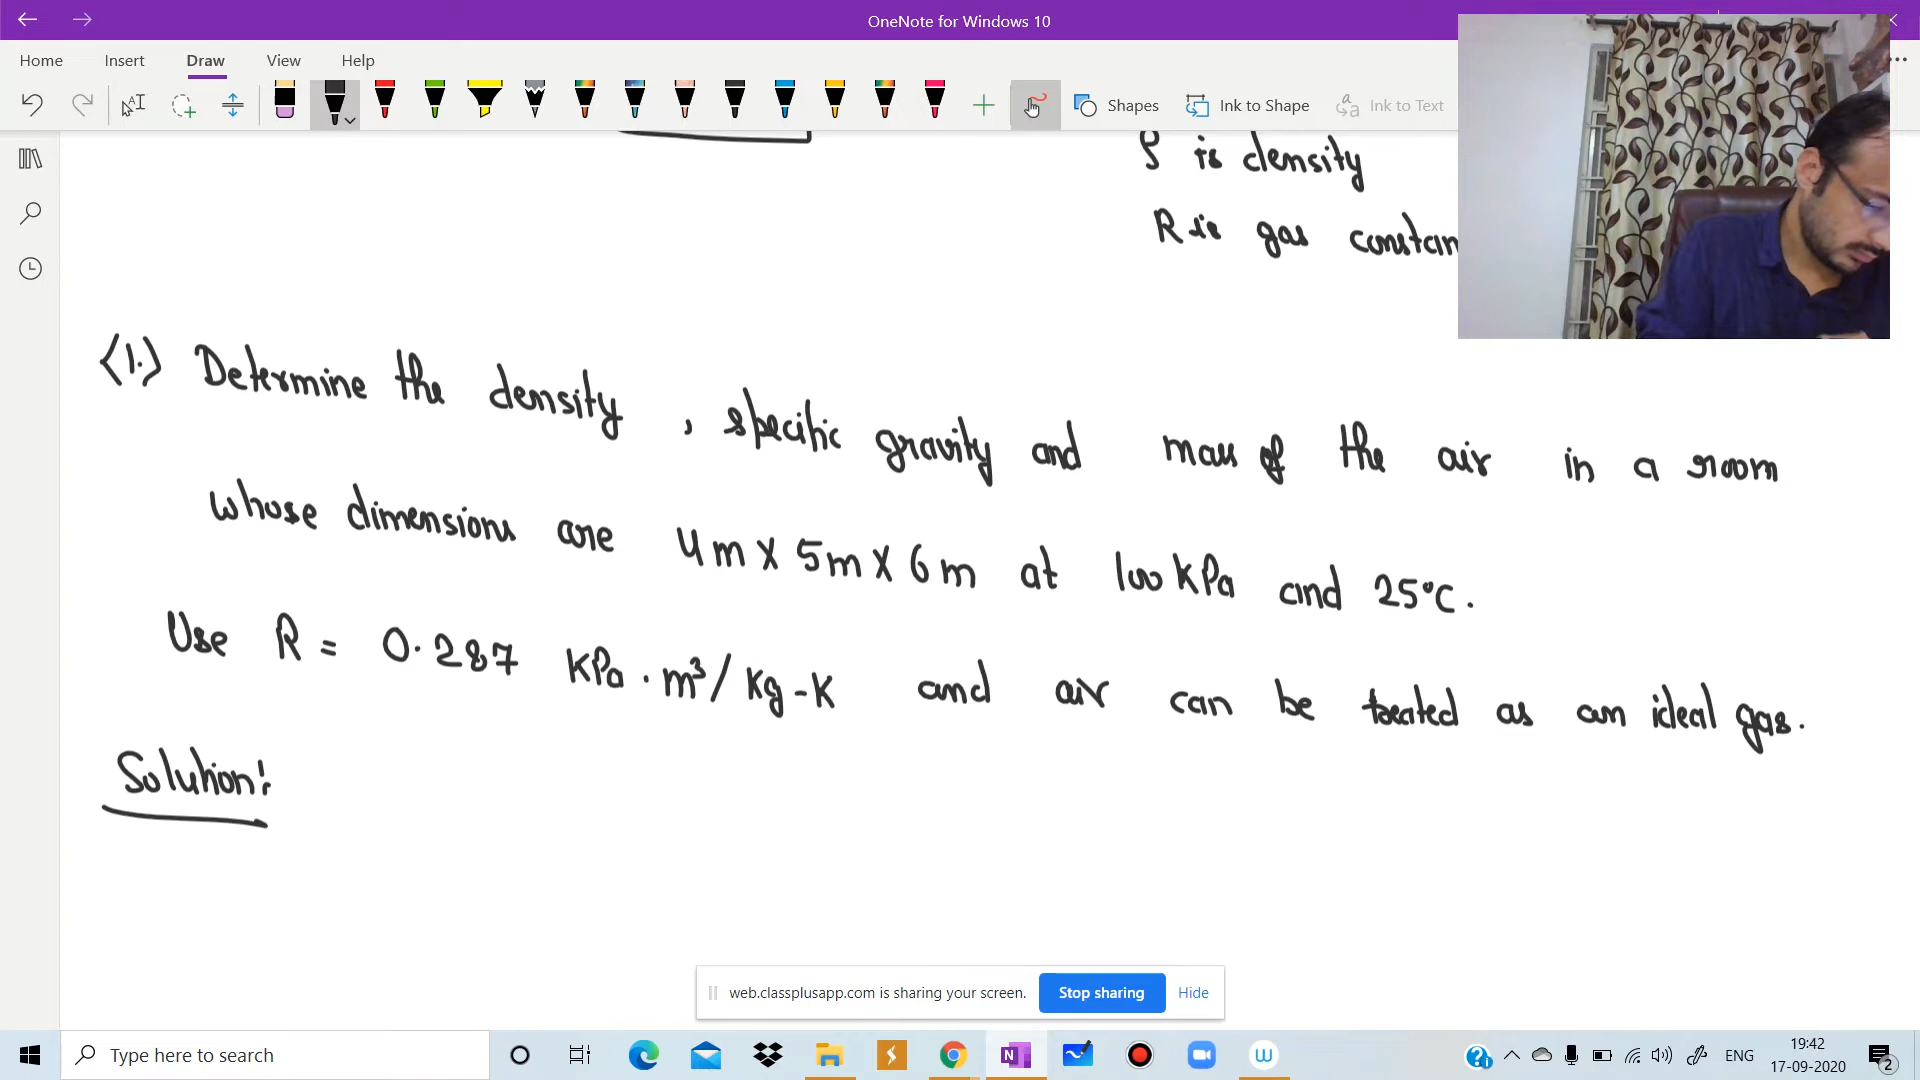 OneNote for Windows 10
Home Insert Draw View Help
Shapes Ink to Shape Ink to Text
ρ is density
R is gas constan
(1.) Determine the density, specific gravity and mass of the air in a room
whose dimensions are 4m X 5m X 6m at 100 kPa and 25°C.
Use R = 0.287 kPa.m³/kg-K and air can be treated as an ideal gas.
Solution:
web.classplusapp.com is sharing your screen. Stop sharing Hide
Type here to search
ENG
19:42
17-09-2020
2